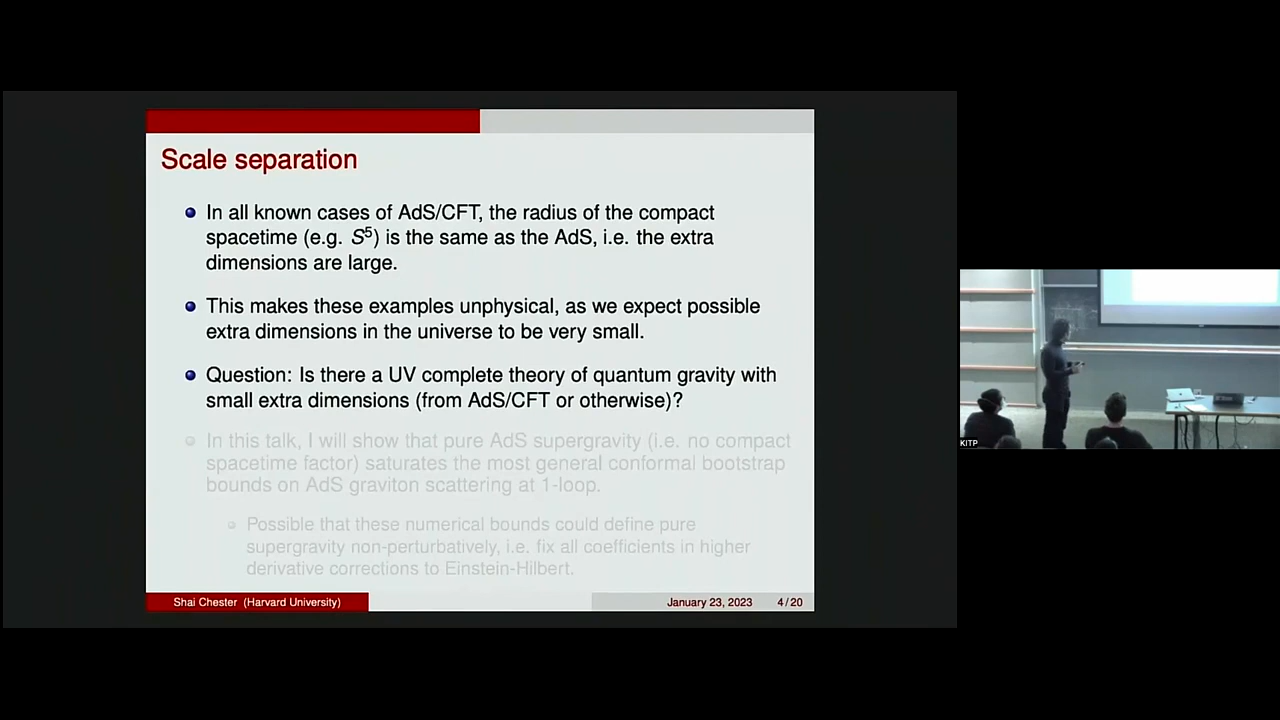 Scale separation
In all known cases of AdS/CFT, the radius of the compact
spacetime (e.g. S⁵) is the same as the AdS, i.e. the extra
dimensions are large.
This makes these examples unphysical, as we expect possible
extra dimensions in the universe to be very small.
Question: Is there a UV complete theory of quantum gravity with
small extra dimensions (from AdS/CFT or otherwise)?
In this talk, I will show that pure AdS supergravity (i.e. no compact
spacetime factor) saturates the most general conformal bootstrap
bounds on AdS graviton scattering at 1-loop.
Possible that these numerical bounds could define pure
supergravity non-perturbatively, i.e. fix all coefficients in higher
derivative corrections to Einstein-Hilbert.
Shai Chester (Harvard University) January 23, 2023 4/20
KITP